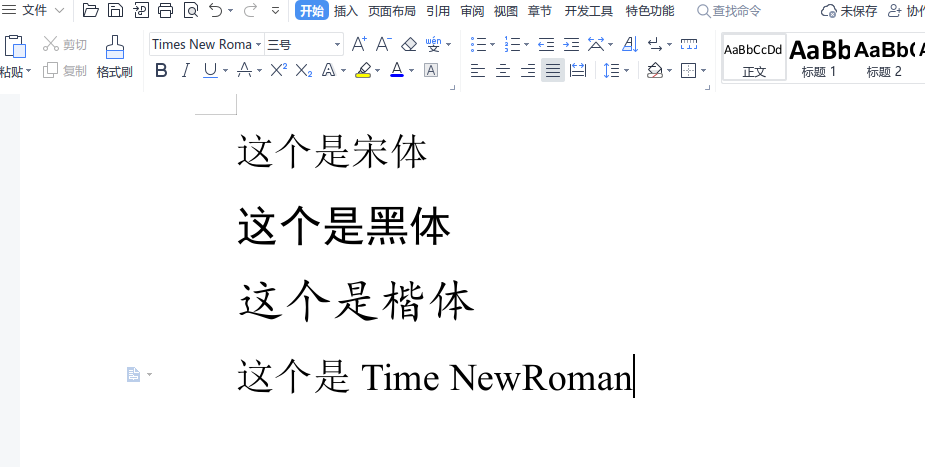 文件 开始 插入 页面布局 引用 审阅 视图 章节 开发工具 特色功能 查找命令 未保存 协作
粘贴 剪切 复制 格式刷 Times New Roma 三号 A+ A- wén
B I U A X² X₂ A A A AaBbCcDd AaBb AaBb( A
正文 标题 1 标题 2
这个是宋体
这个是黑体
这个是楷体
这个是 Time NewRoman